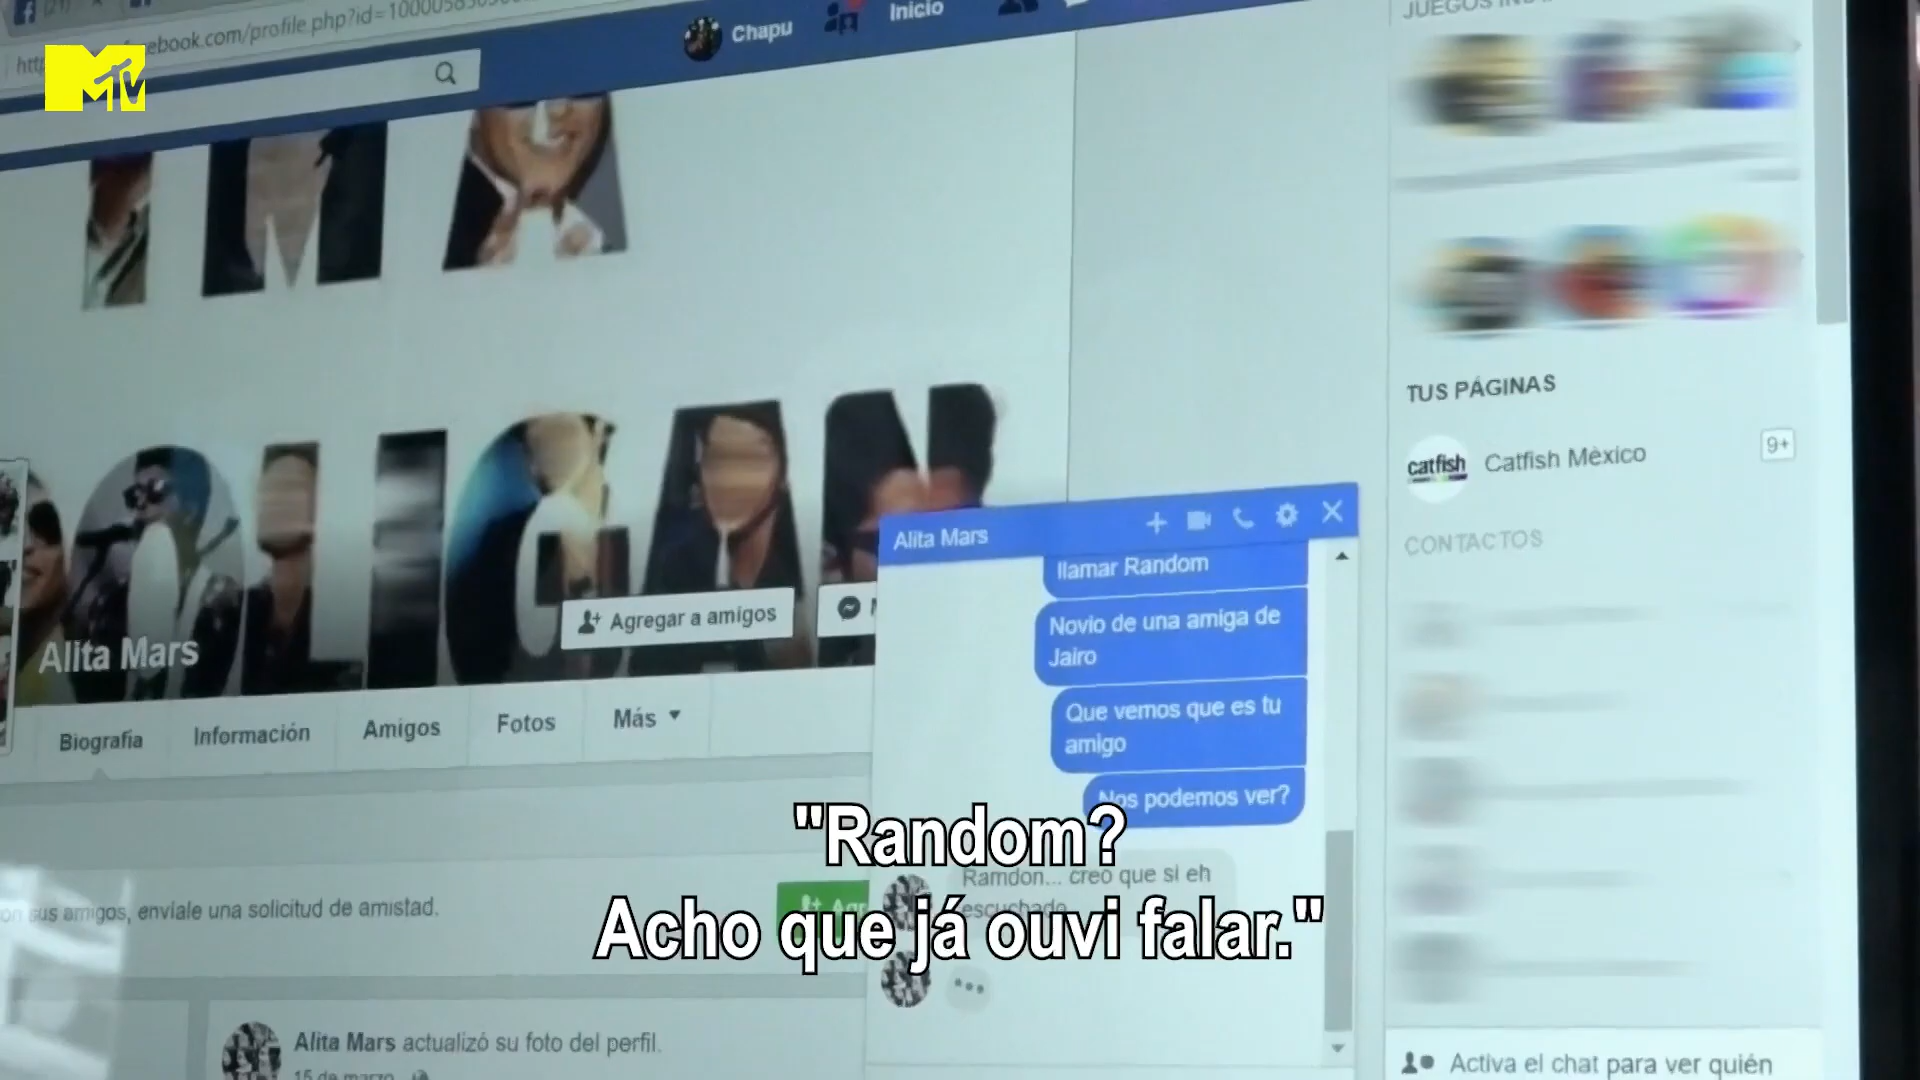 (21)
ebook.com/profile.php?id=1000058
http
MTV
Chapu
Inicio
I'M A
OOLIGAN
Alita Mars
Agregar a amigos
Biografía
Información
Amigos
Fotos
Más
sus amigos, enviale una solicitud de amistad.
Alita Mars actualizó su foto del perfil.
15 de marzo
Alita Mars
llamar Random
Novio de una amiga de
Jairo
Que vemos que es tu
amigo
Nos podemos ver?
Ramdon... creo que si eh
escuchado
"Random?
Acho que já ouvi falar."
JUEGOS
TUS PÁGINAS
catfish
Catfish Mèxico
9+
CONTACTOS
Activa el chat para ver quién